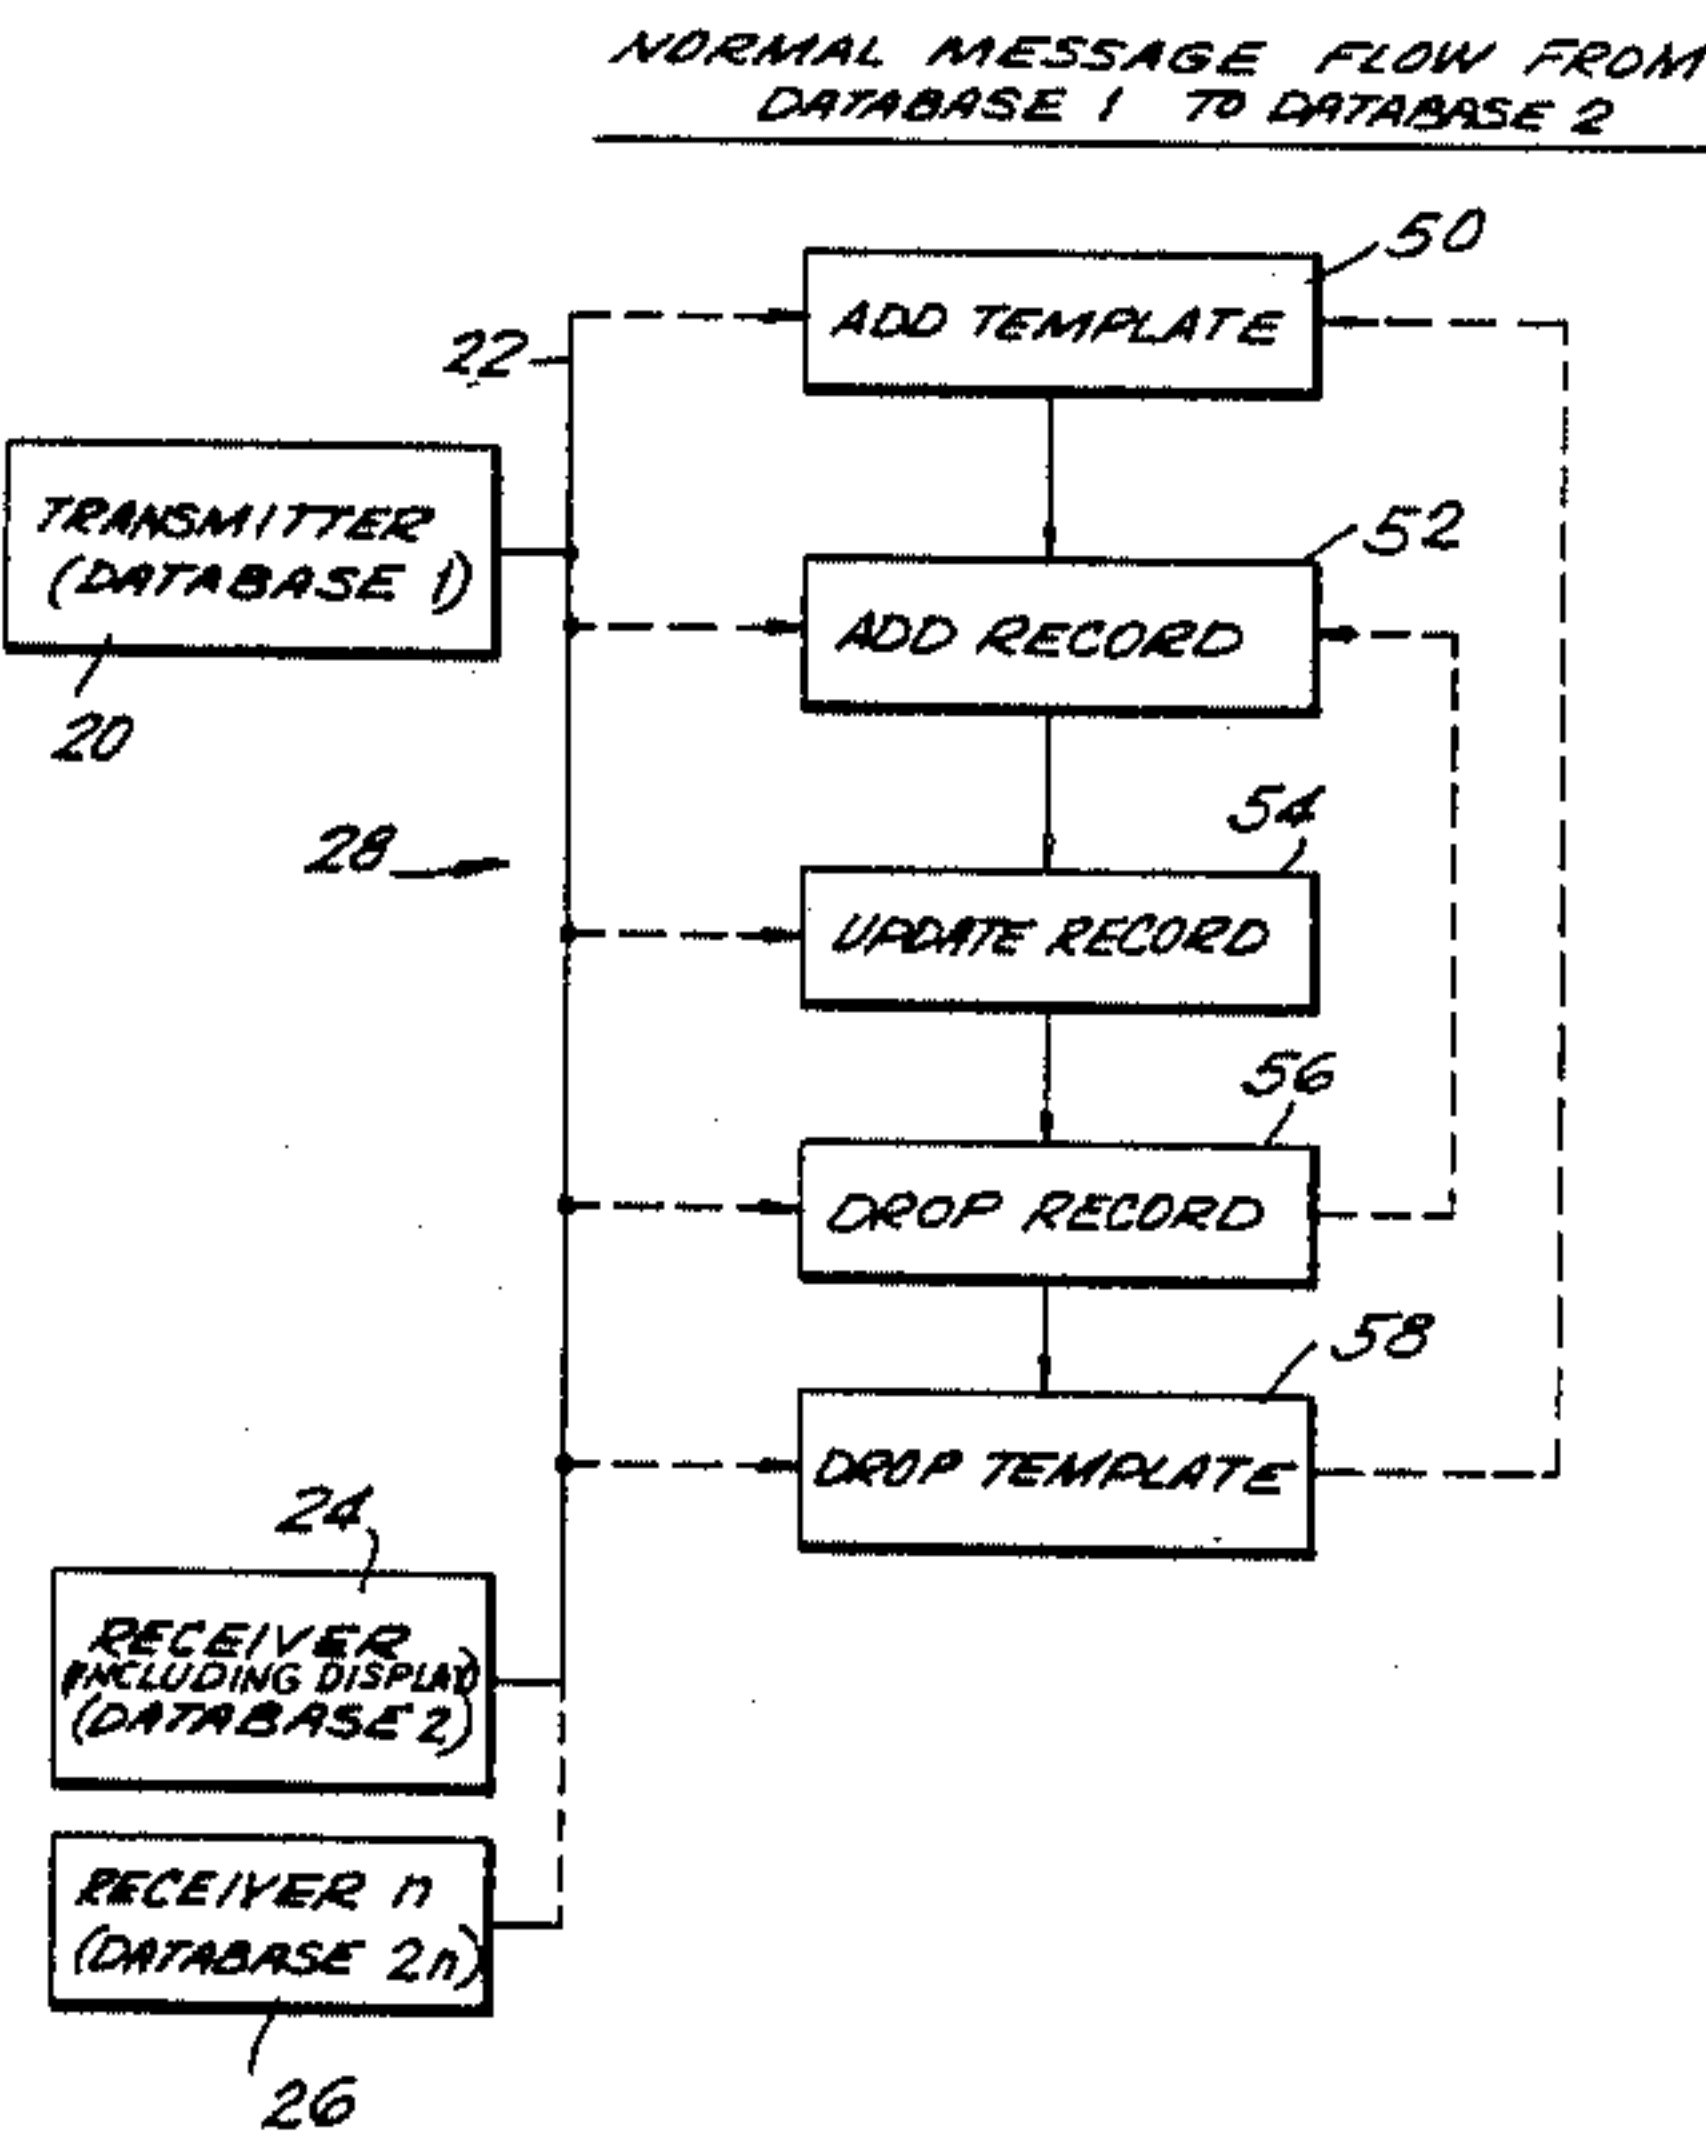 NORMAL MESSAGE FLOW FROM
DATABASE 1 TO DATABASE 2
50
ADD TEMPLATE
22
TRANSMITTER
(DATABASE 1)
20
52
ADD RECORD
28
54
UPDATE RECORD
56
DROP RECORD
58
DROP TEMPLATE
24
RECEIVER
(INCLUDING DISPLAY)
(DATABASE 2)
RECEIVER n
(DATABASE 2n)
26